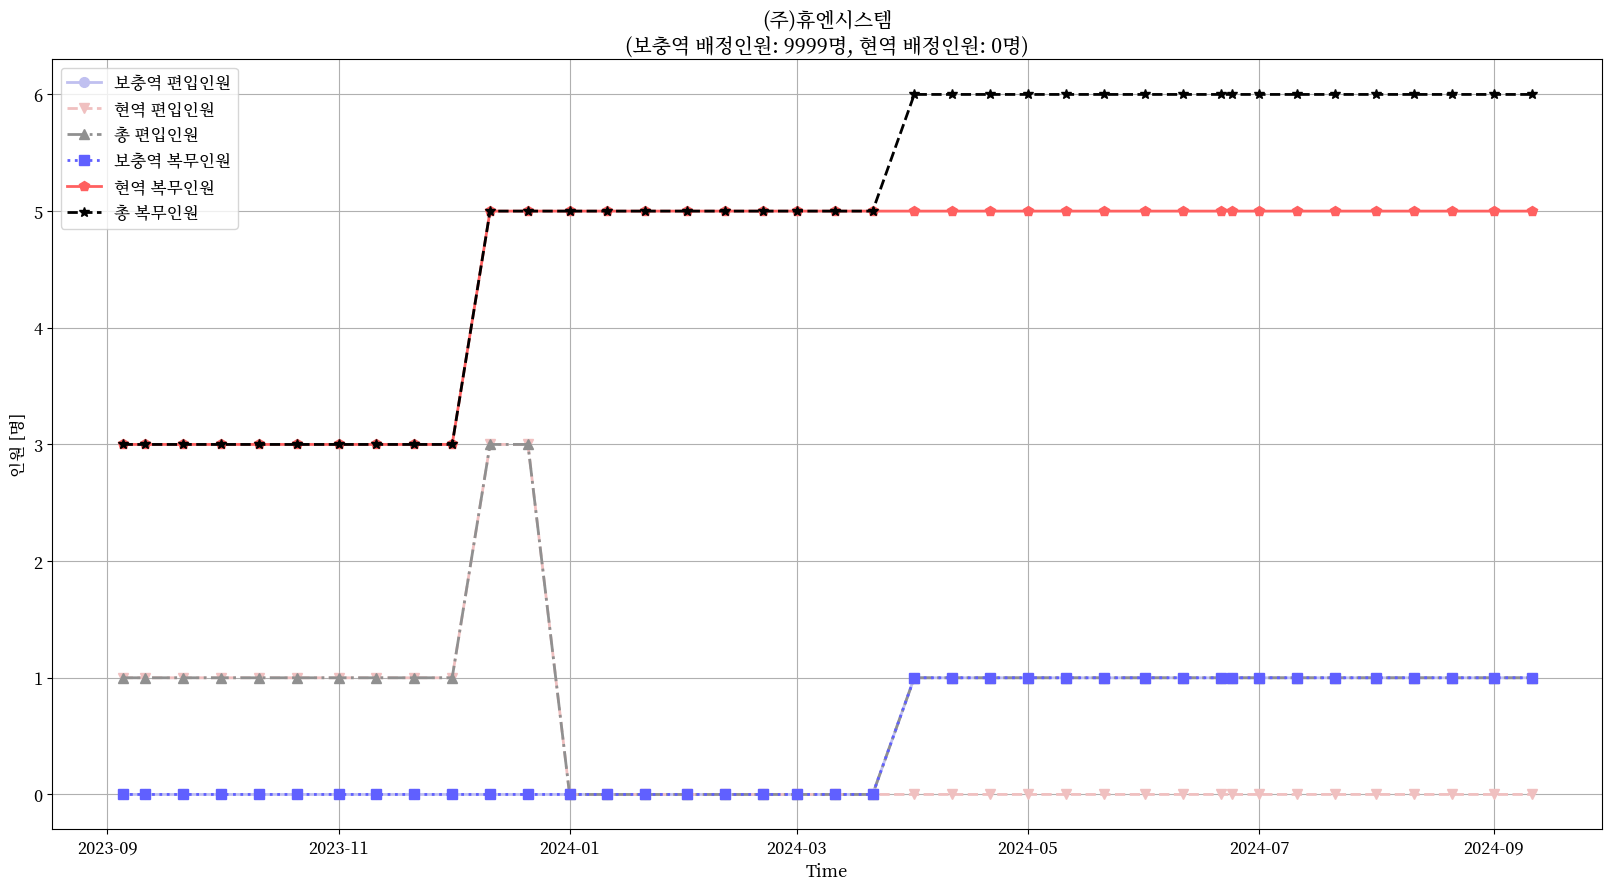 (주)휴엔시스템
(보충역 배정인원: 9999명, 현역 배정인원: 0명)
보충역 편입인원
현역 편입인원
총 편입인원
보충역 복무인원
현역 복무인원
총 복무인원
6
5
4
3
2
1
0
인원 [명]
2023-09
2023-11
2024-01
2024-03
2024-05
2024-07
2024-09
Time